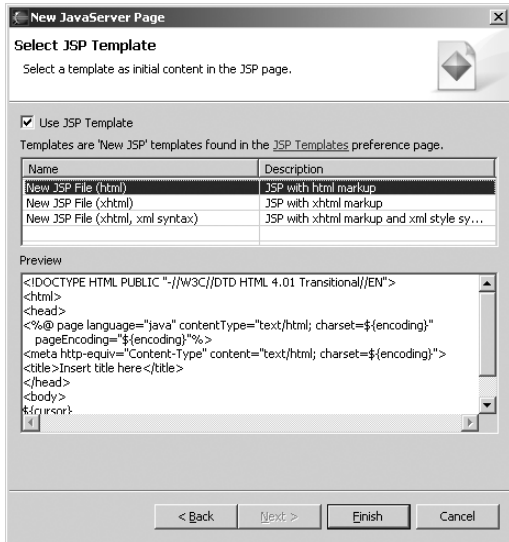 New JavaServer Page
Select JSP Template
Select a template as initial content in the JSP page.
Use JSP Template
Templates are 'New JSP' templates found in the JSP Templates preference page.
Name Description
New JSP File (html) JSP with html markup
New JSP File (xhtml) JSP with xhtml markup
New JSP File (xhtml, xml syntax) JSP with xhtml markup and xml style sy...
Preview
<!DOCTYPE HTML PUBLIC "-//W3C//DTD HTML 4.01 Transitional//EN">
<html>
<head>
<%@ page language="java" contentType="text/html; charset=${encoding}"
pageEncoding="${encoding}"%>
<meta http-equiv="Content-Type" content="text/html; charset=${encoding}">
<title>Insert title here</title>
</head>
<body>
${cursor}
< Back Next > Finish Cancel